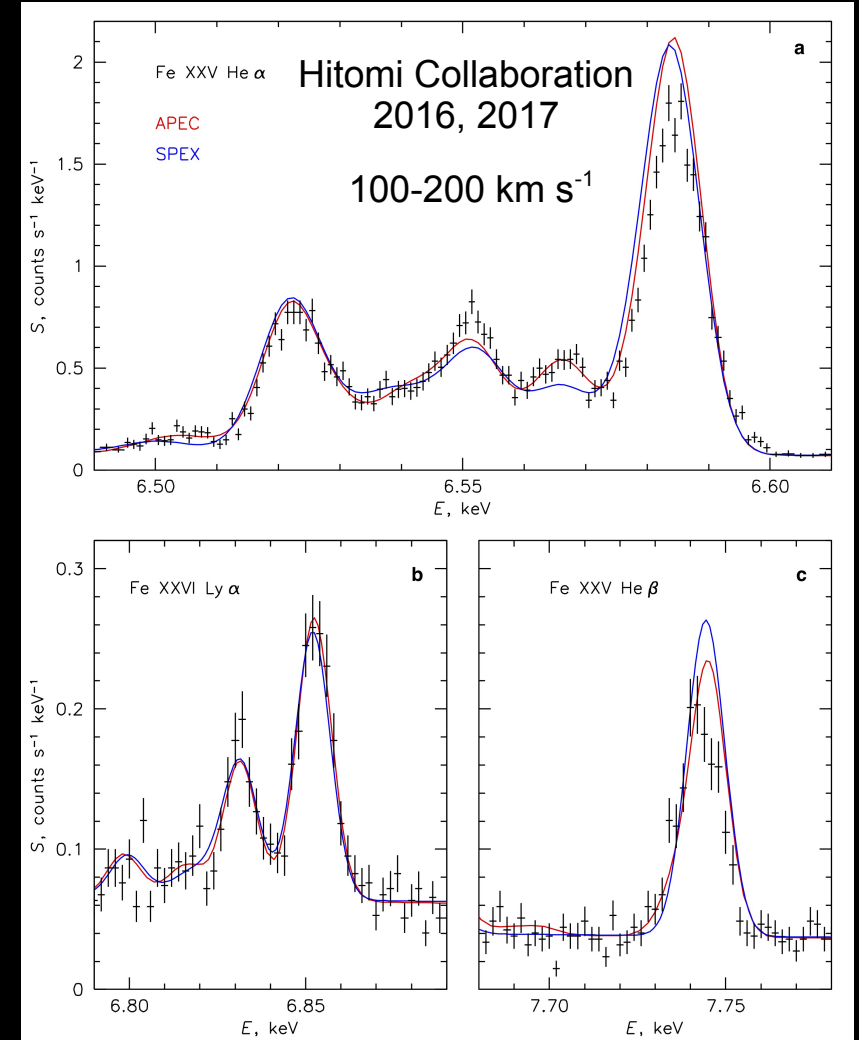 a
Fe XXV He α
Hitomi Collaboration
2016, 2017
APEC
SPEX
100-200 km s⁻¹
S, counts s⁻¹ keV⁻¹
2
1.5
1
0.5
0
6.50
6.55
6.60
E, keV
b
Fe XXVI Ly α
S, counts s⁻¹ keV⁻¹
0.3
0.2
0.1
0
6.80
6.85
E, keV
c
Fe XXV He β
7.70
7.75
E, keV